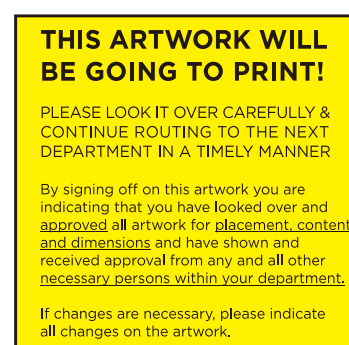 THIS ARTWORK WILL
BE GOING TO PRINT!
PLEASE LOOK IT OVER CAREFULLY &
CONTINUE ROUTING TO THE NEXT
DEPARTMENT IN A TIMELY MANNER
By signing off on this artwork you are
indicating that you have looked over and
approved all artwork for placement, content
and dimensions and have shown and
received approval from any and all other
necessary persons within your department.
If changes are necessary, please indicate
all changes on the artwork.